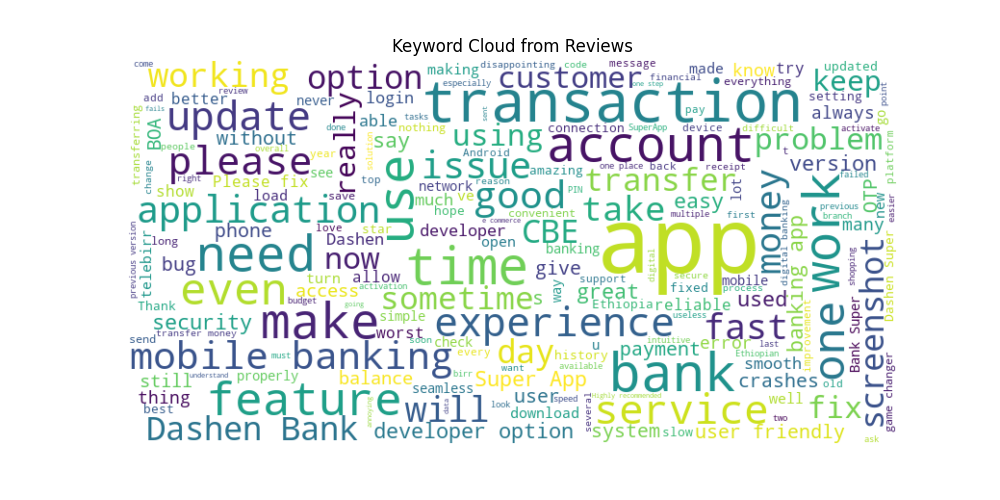 Keyword Cloud from Reviews
come
working
option
making
disappointing
code
message
customer
especially
financial
one step
made
know
try
everything
updated
keep
review
add
better
never
login
transaction
pay
setting
point
fails
update
really
able
tasks
sent
always
go
BOA
without
done
say
nothing
using
connection
SuperApp
device
difficult
activate
problem
account
transferring
people
please
overall
solution
Android
issue
amazing
one place
back
receipt
t
version
platform
change
right
year
see
top
use
network
reason
transfer
easy
lot
failed
show
Please fix
load
save
much
ve
good
PIN
multiple
first
money
work
previous
OTP
new
easier
application
love
hope
convenient
e commerce
take
branch
many
phone
star
developer
CBE
digital banking
long
telebirr
need
Dashen
now
open
banking
app
previous version
bug
allow
time
give
way
support
digital
secure
mobile
shopping
screenshot
Thank
even
turn
access
activation
sometimes
s
great
fixed
process
banking app
Dashen Super
budget
going
simple
Ethiopia
reliable
used
one
security
make
worst
experience
useless
fast
improvement
Bank Super
send
transfer money
soon
check
u
error
intuitive
last
mobile banking
must
every
day
history
payment
Ethiopian
smooth
game changer
still
properly
balance
want
available
bank
crashes
old
understand
seamless
birr
Super App
user
thing
feature
annoying
data
look
speed
download
several
Highly recommended
well
fix
best
will
service
two
Dashen Bank
developer option
system
slow
user friendly
ask